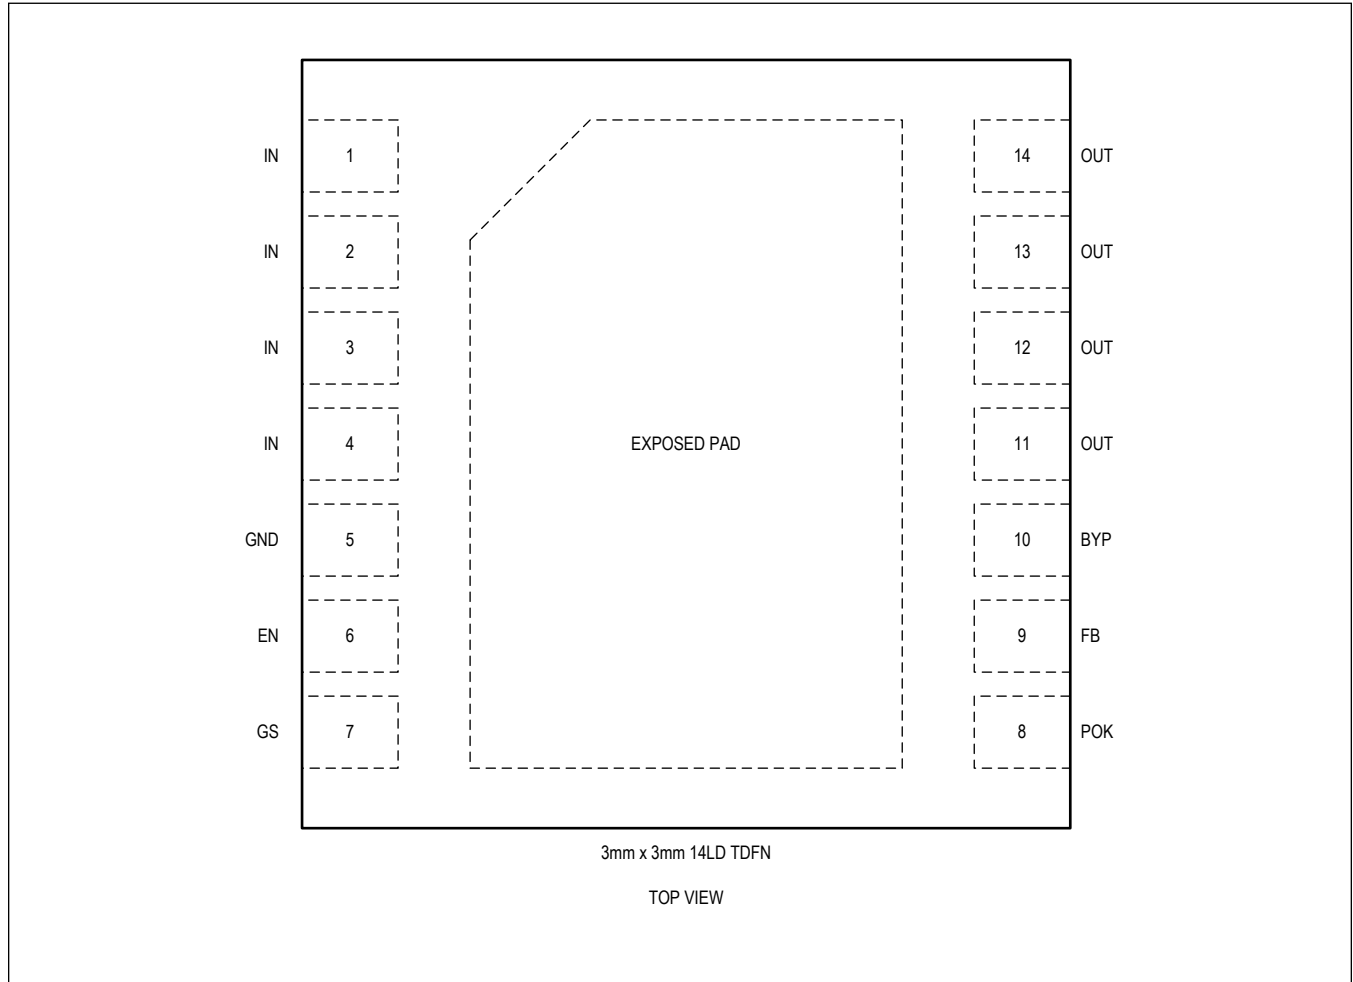 IN 1 14 OUT
IN 2 13 OUT
IN 3 12 OUT
IN 4 EXPOSED PAD 11 OUT
GND 5 10 BYP
EN 6 9 FB
GS 7 8 POK
3mm x 3mm 14LD TDFN
TOP VIEW